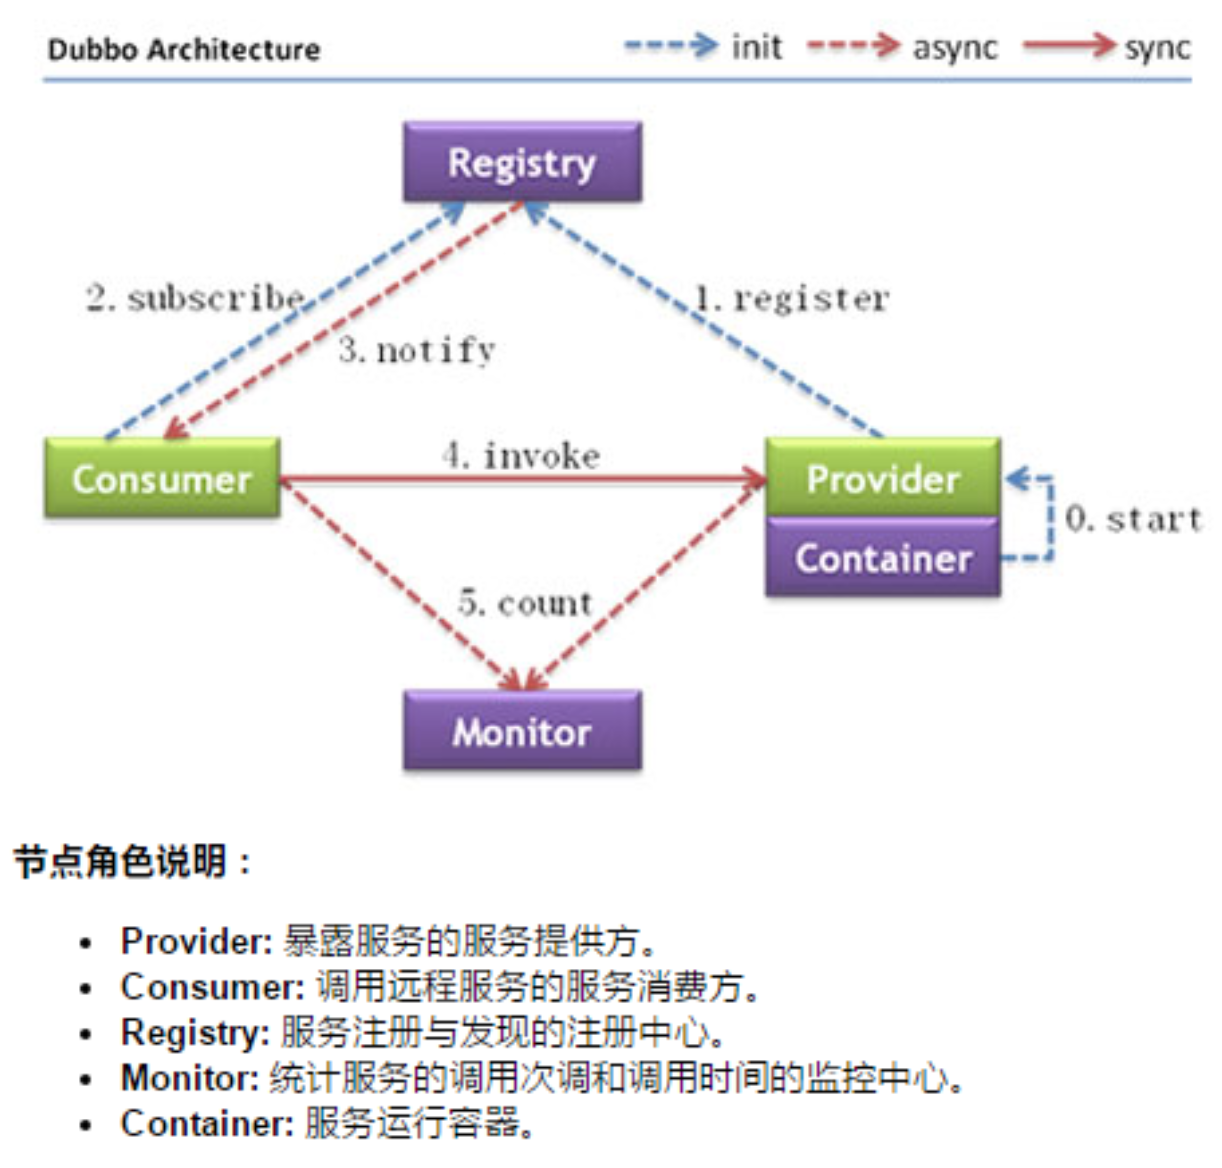 Dubbo Architecture
init
async
sync
Registry
2. subscribe
1. register
3. notify
4. invoke
Consumer
Provider
0. start
Container
5. count
Monitor
节点角色说明：
• Provider: 暴露服务的服务提供方。
• Consumer: 调用远程服务的服务消费方。
• Registry: 服务注册与发现的注册中心。
• Monitor: 统计服务的调用次调和调用时间的监控中心。
• Container: 服务运行容器。